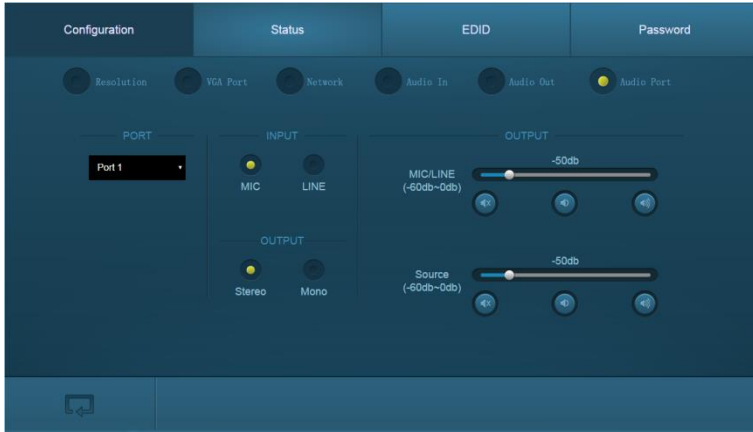 Configuration Status EDID Password
Resolution VGA Port Network Audio In Audio Out Audio Port
PORT INPUT OUTPUT
Port 1
MIC LINE
OUTPUT
Stereo Mono
-50db
MIC/LINE
(-60db~0db)
-50db
Source
(-60db~0db)